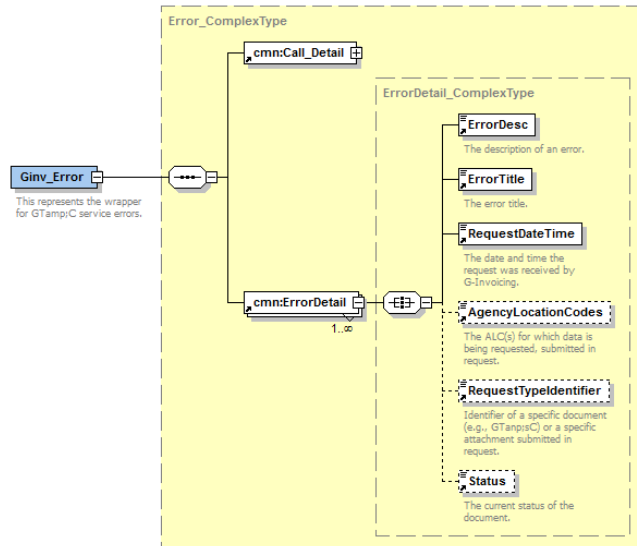 Error_ComplexType
cmn:Call_Detail
ErrorDetail_ComplexType
ErrorDesc
The description of an error.
Ginv_Error
This represents the wrapper
for GTamp;C service errors.
ErrorTitle
The error title.
RequestDateTime
The date and time the
request was received by
G-Invoicing.
cmn:ErrorDetail
1..∞
AgencyLocationCodes
The ALC(s) for which data is
being requested, submitted in
request.
RequestTypeIdentifier
Identifier of a specific document
(e.g., GTanp;sC) or a specific
attachment submitted in
request.
Status
The current status of the
document.